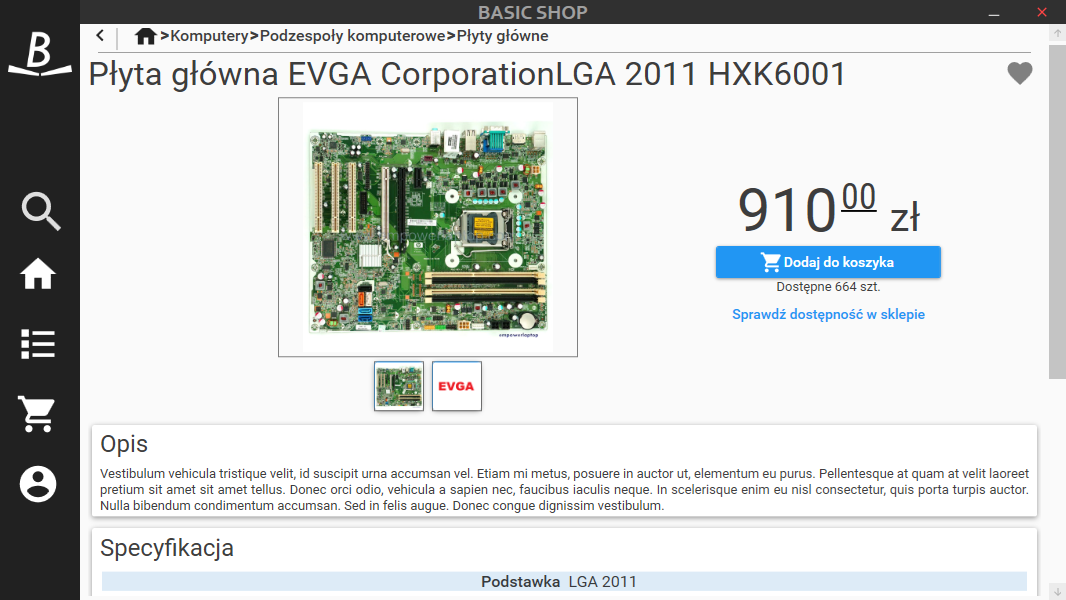 BASIC SHOP
B
>Komputery>Podzespoły komputerowe>Płyty główne
Płyta główna EVGA CorporationLGA 2011 HXK6001
910 00 zł
Dodaj do koszyka
Dostępne 664 szt.
Sprawdź dostępność w sklepie
empowerlaptop
EVGA
Opis
Vestibulum vehicula tristique velit, id suscipit urna accumsan vel. Etiam mi metus, posuere in auctor ut, elementum eu purus. Pellentesque at quam at velit laoreet
pretium sit amet sit amet tellus. Donec orci odio, vehicula a sapien nec, faucibus iaculis neque. In scelerisque enim eu nisl consectetur, quis porta turpis auctor.
Nulla bibendum condimentum accumsan. Sed in felis augue. Donec congue dignissim vestibulum.
Specyfikacja
Podstawka LGA 2011